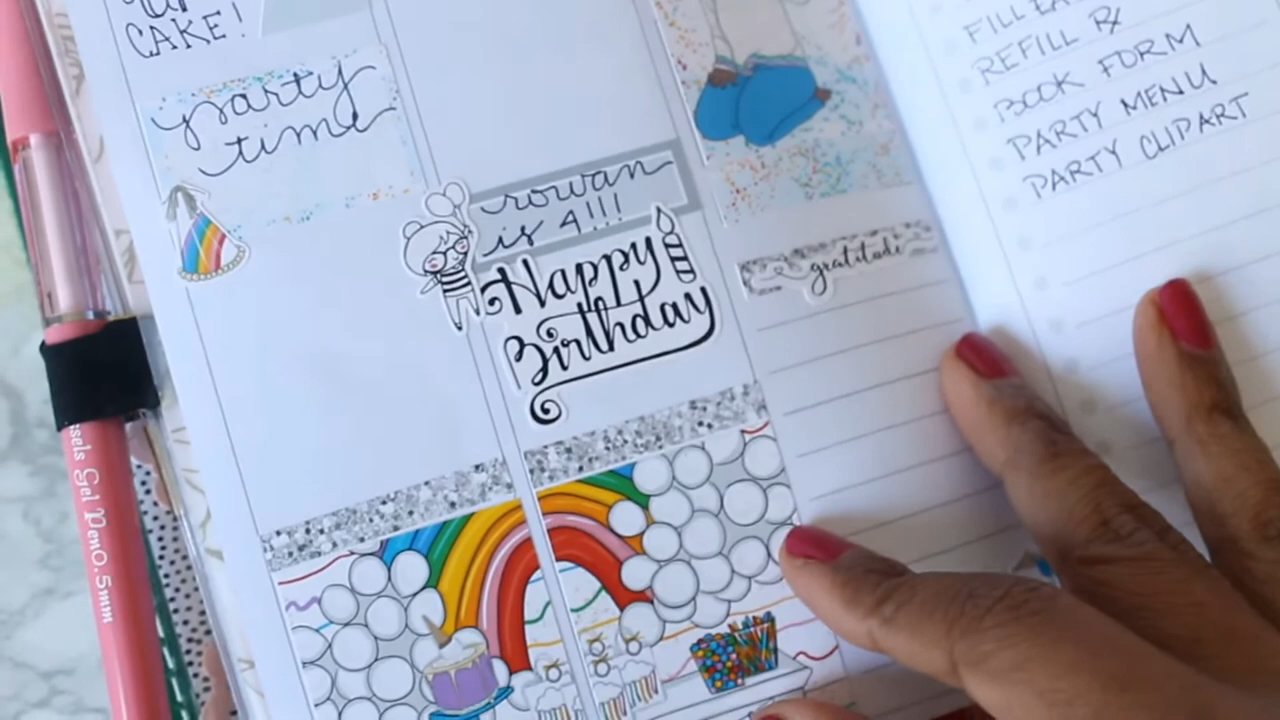 CAKE!
party
time
rowan
is 4!!!
Happy
Birthday
gratitude
REFILL Rx
BOOK FORM
PARTY MENU
PARTY CLIPART
Gel Pen 0.5mm